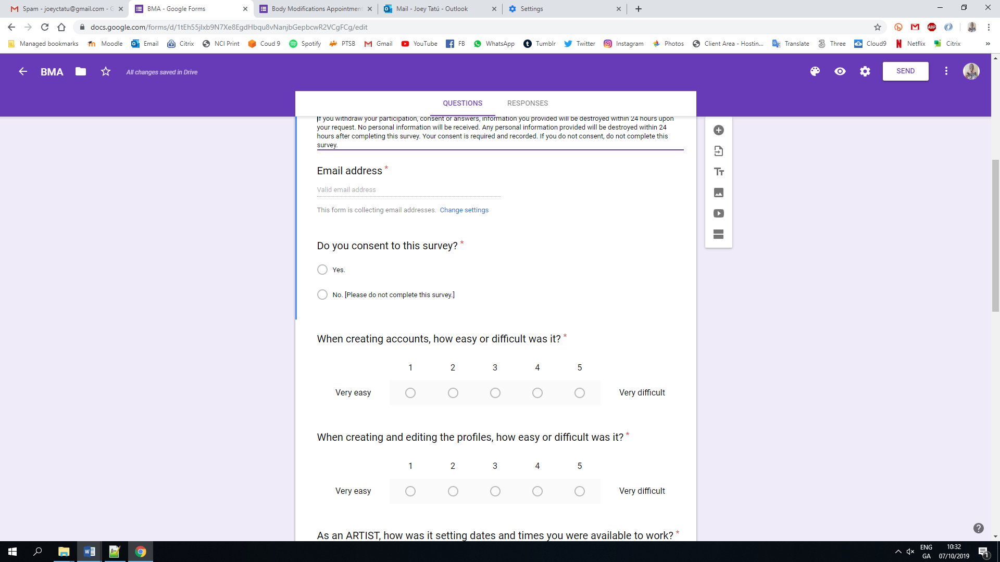 Spam - joeyctatu@gmail.com - G
BMA - Google Forms
Body Modifications Appointment
Mail - Joey Tatú - Outlook
Settings
docs.google.com/forms/d/1tEh55jlxb9N7Xe8EgdHbqu8vNanjbGepbcwR2VCgFCg/edit
ABP
Managed bookmarks
Moodle
Email
Citrix
NCI Print
Coud 9
Spotify
PTSB
Gmail
YouTube
FB
WhatsApp
Tumblr
Twitter
Instagram
Photos
Client Area - Hostin...
Translate
Three
Cloud9
Netflix
Citrix
»
BMA
All changes saved in Drive
SEND
QUESTIONS
RESPONSES
If you withdraw your participation, consent or answers, information you provided will be destroyed within 24 hours upon
your request. No personal information will be received. Any personal information provided will be destroyed within 24
hours after completing this survey. Your consent is required and recorded. If you do not consent, do not complete this
survey.
Email address *
Valid email address
This form is collecting email addresses. Change settings
Do you consent to this survey? *
Yes.
No. [Please do not complete this survey.]
When creating accounts, how easy or difficult was it? *
1 2 3 4 5
Very easy Very difficult
When creating and editing the profiles, how easy or difficult was it? *
1 2 3 4 5
Very easy Very difficult
As an ARTIST, how was it setting dates and times you were available to work? *
ENG
GA
10:32
07/10/2019
1